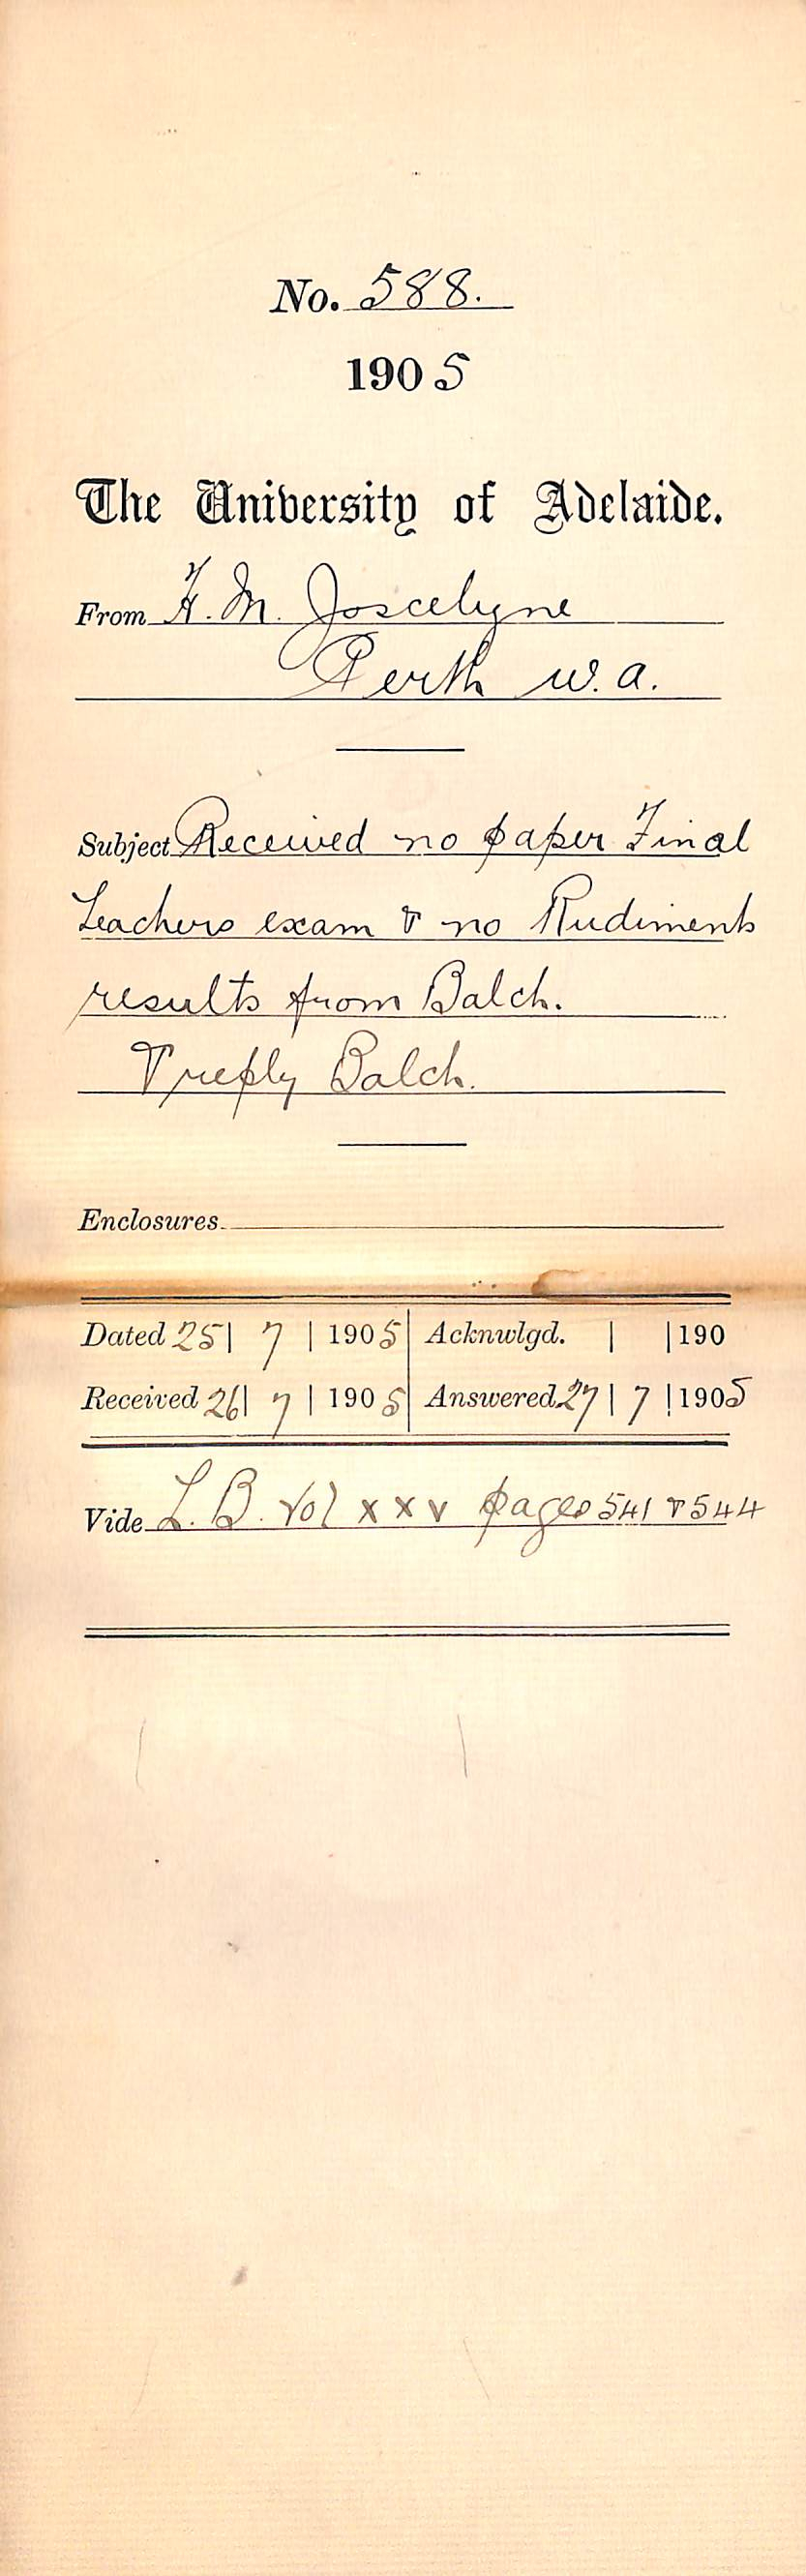 No. 588.
1905
The University of Adelaide.
From H. M. Joscelyne
Perth W.A.
Subject Received no paper Final
Teachers exam & no Rudiments
results from Balch.
& reply Balch.
Enclosures
Dated 25 | 7 | 1905 Acknwlgd. | | 190
Received 26 | 7 | 1905 Answered 27 | 7 | 1905
Vide L. B. Vol XXV pages 541 & 544